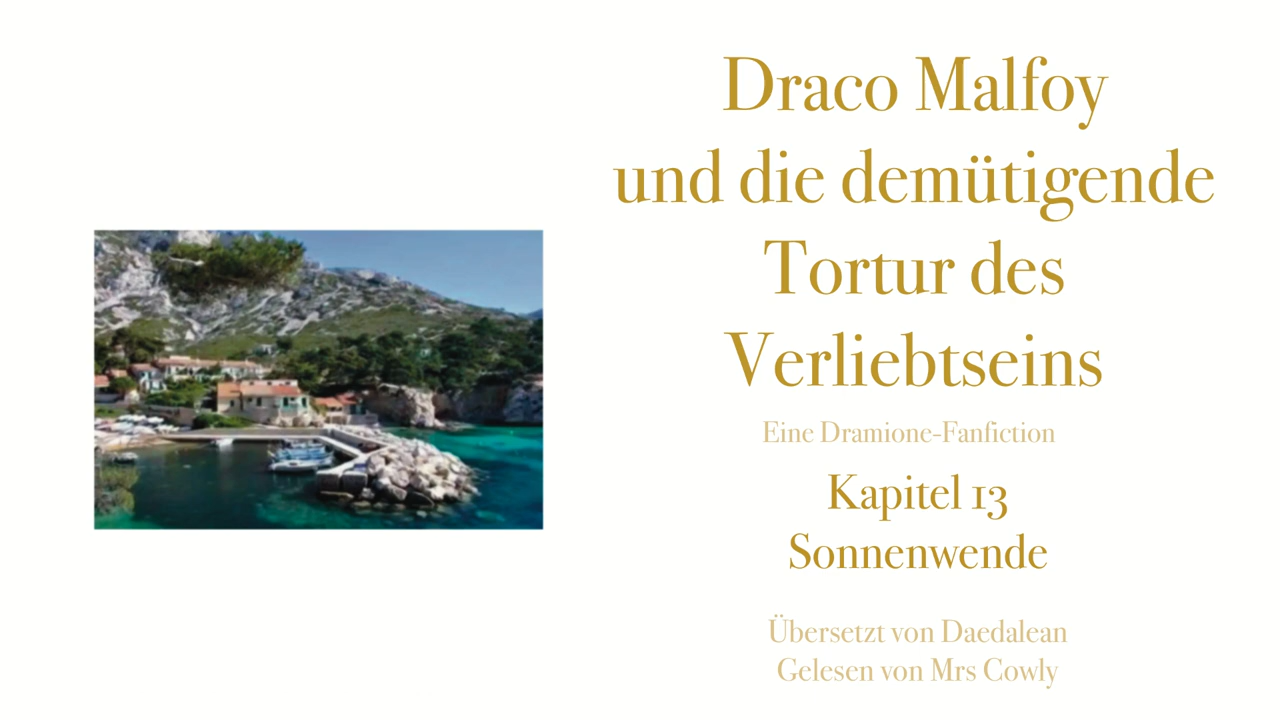 Draco Malfoy
und die demütigende
Tortur des
Verliebtseins
Eine Dramione-Fanfiction
Kapitel 13
Sonnenwende
Übersetzt von Daedalean
Gelesen von Mrs Cowly